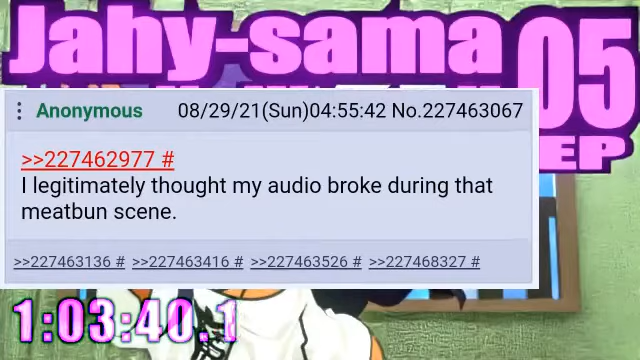 Jahy-sama 05
EP
Anonymous 08/29/21(Sun)04:55:42 No.227463067
>>227462977 #
I legitimately thought my audio broke during that
meatbun scene.
>>227463136 # >>227463416 # >>227463526 # >>227468327 #
1:03:40.1